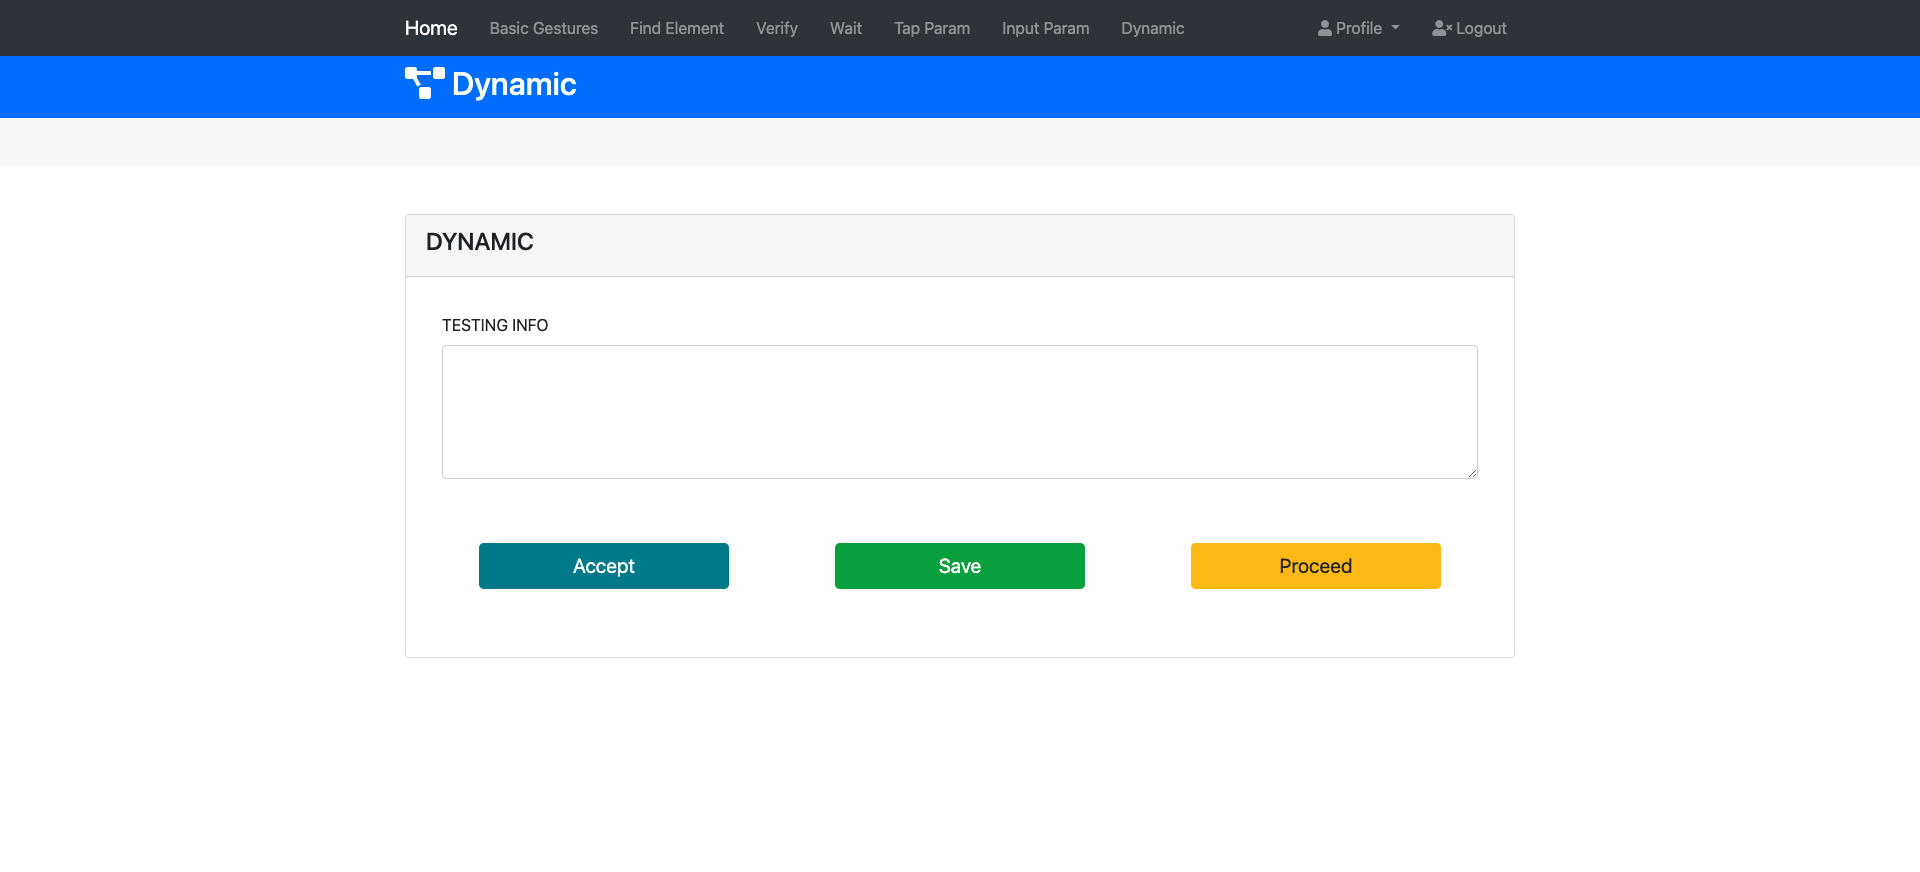 Home Basic Gestures Find Element Verify Wait Tap Param Input Param Dynamic Profile Logout
Dynamic
DYNAMIC
TESTING INFO
Accept Save Proceed